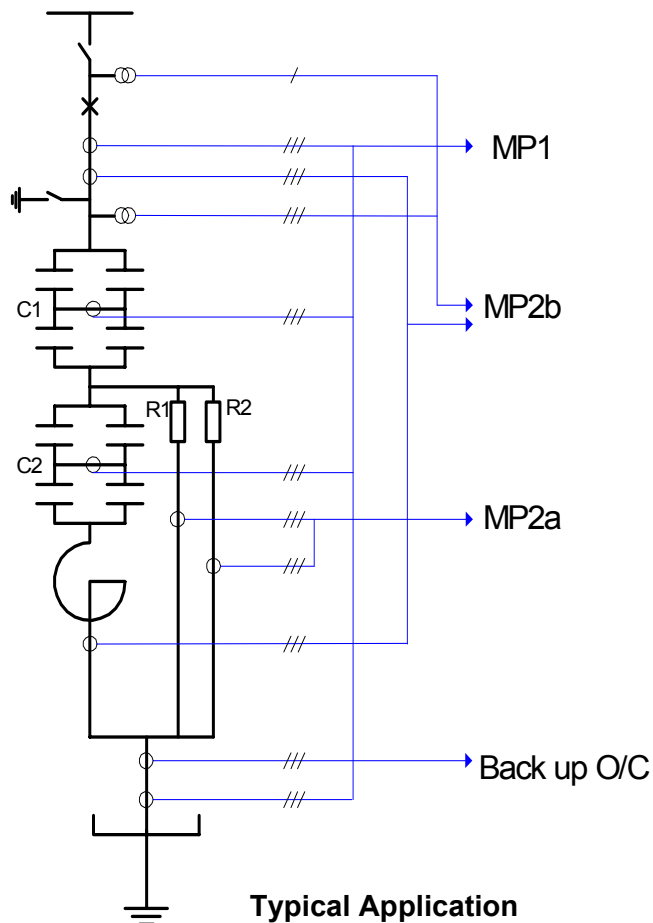 MP1
C1
MP2b
R1
R2
C2
MP2a
Back up O/C
Typical Application